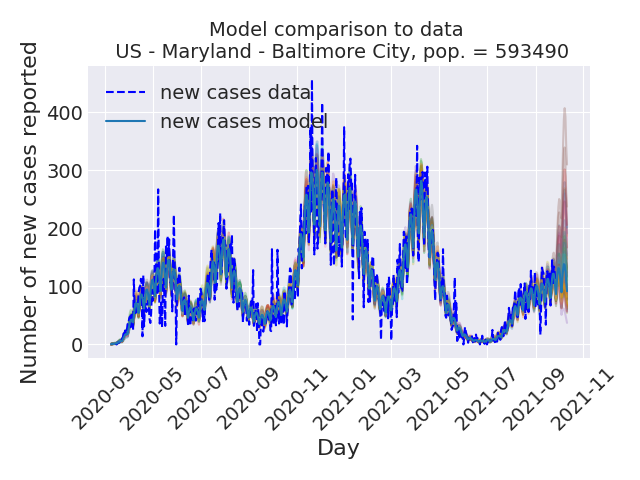 Model comparison to data
US - Maryland - Baltimore City, pop. = 593490
new cases data
new cases model
Number of new cases reported
400
300
200
100
0
2020-03
2020-05
2020-07
2020-09
2020-11
2021-01
2021-03
2021-05
2021-07
2021-09
2021-11
Day